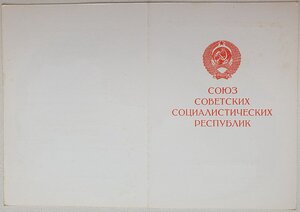 СОЮЗ
СОВЕТСКИХ
СОЦИАЛИСТИЧЕСКИХ
РЕСПУБЛИК